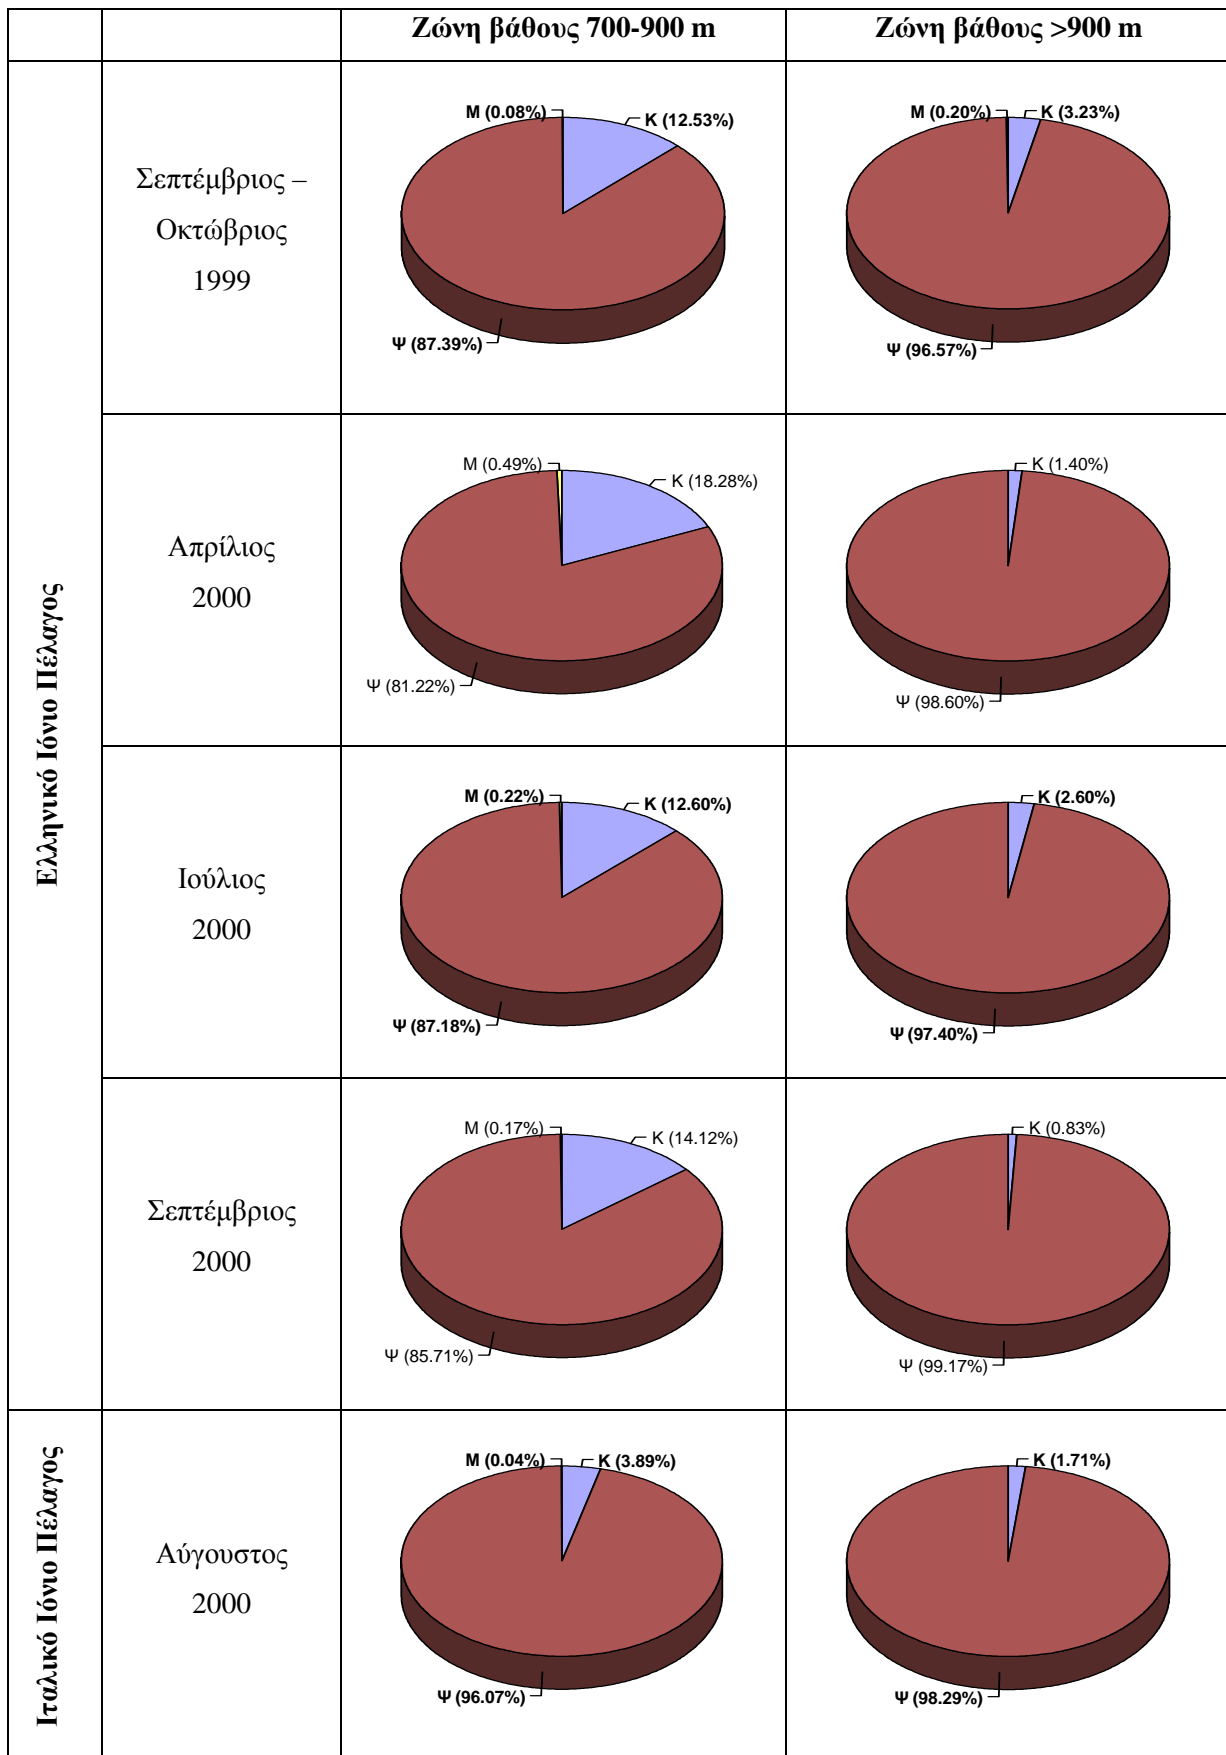 Ζώνη βάθους 700-900 m
Ζώνη βάθους >900 m
Ελληνικό Ιόνιο Πέλαγος
Σεπτέμβριος –
Οκτώβριος
1999
M (0.08%)
K (12.53%)
Ψ (87.39%)
M (0.20%)
K (3.23%)
Ψ (96.57%)
Απρίλιος
2000
M (0.49%)
K (18.28%)
Ψ (81.22%)
K (1.40%)
Ψ (98.60%)
Ιούλιος
2000
M (0.22%)
K (12.60%)
Ψ (87.18%)
K (2.60%)
Ψ (97.40%)
Σεπτέμβριος
2000
M (0.17%)
K (14.12%)
Ψ (85.71%)
K (0.83%)
Ψ (99.17%)
Ιταλικό Ιόνιο Πέλαγος
Αύγουστος
2000
M (0.04%)
K (3.89%)
Ψ (96.07%)
K (1.71%)
Ψ (98.29%)